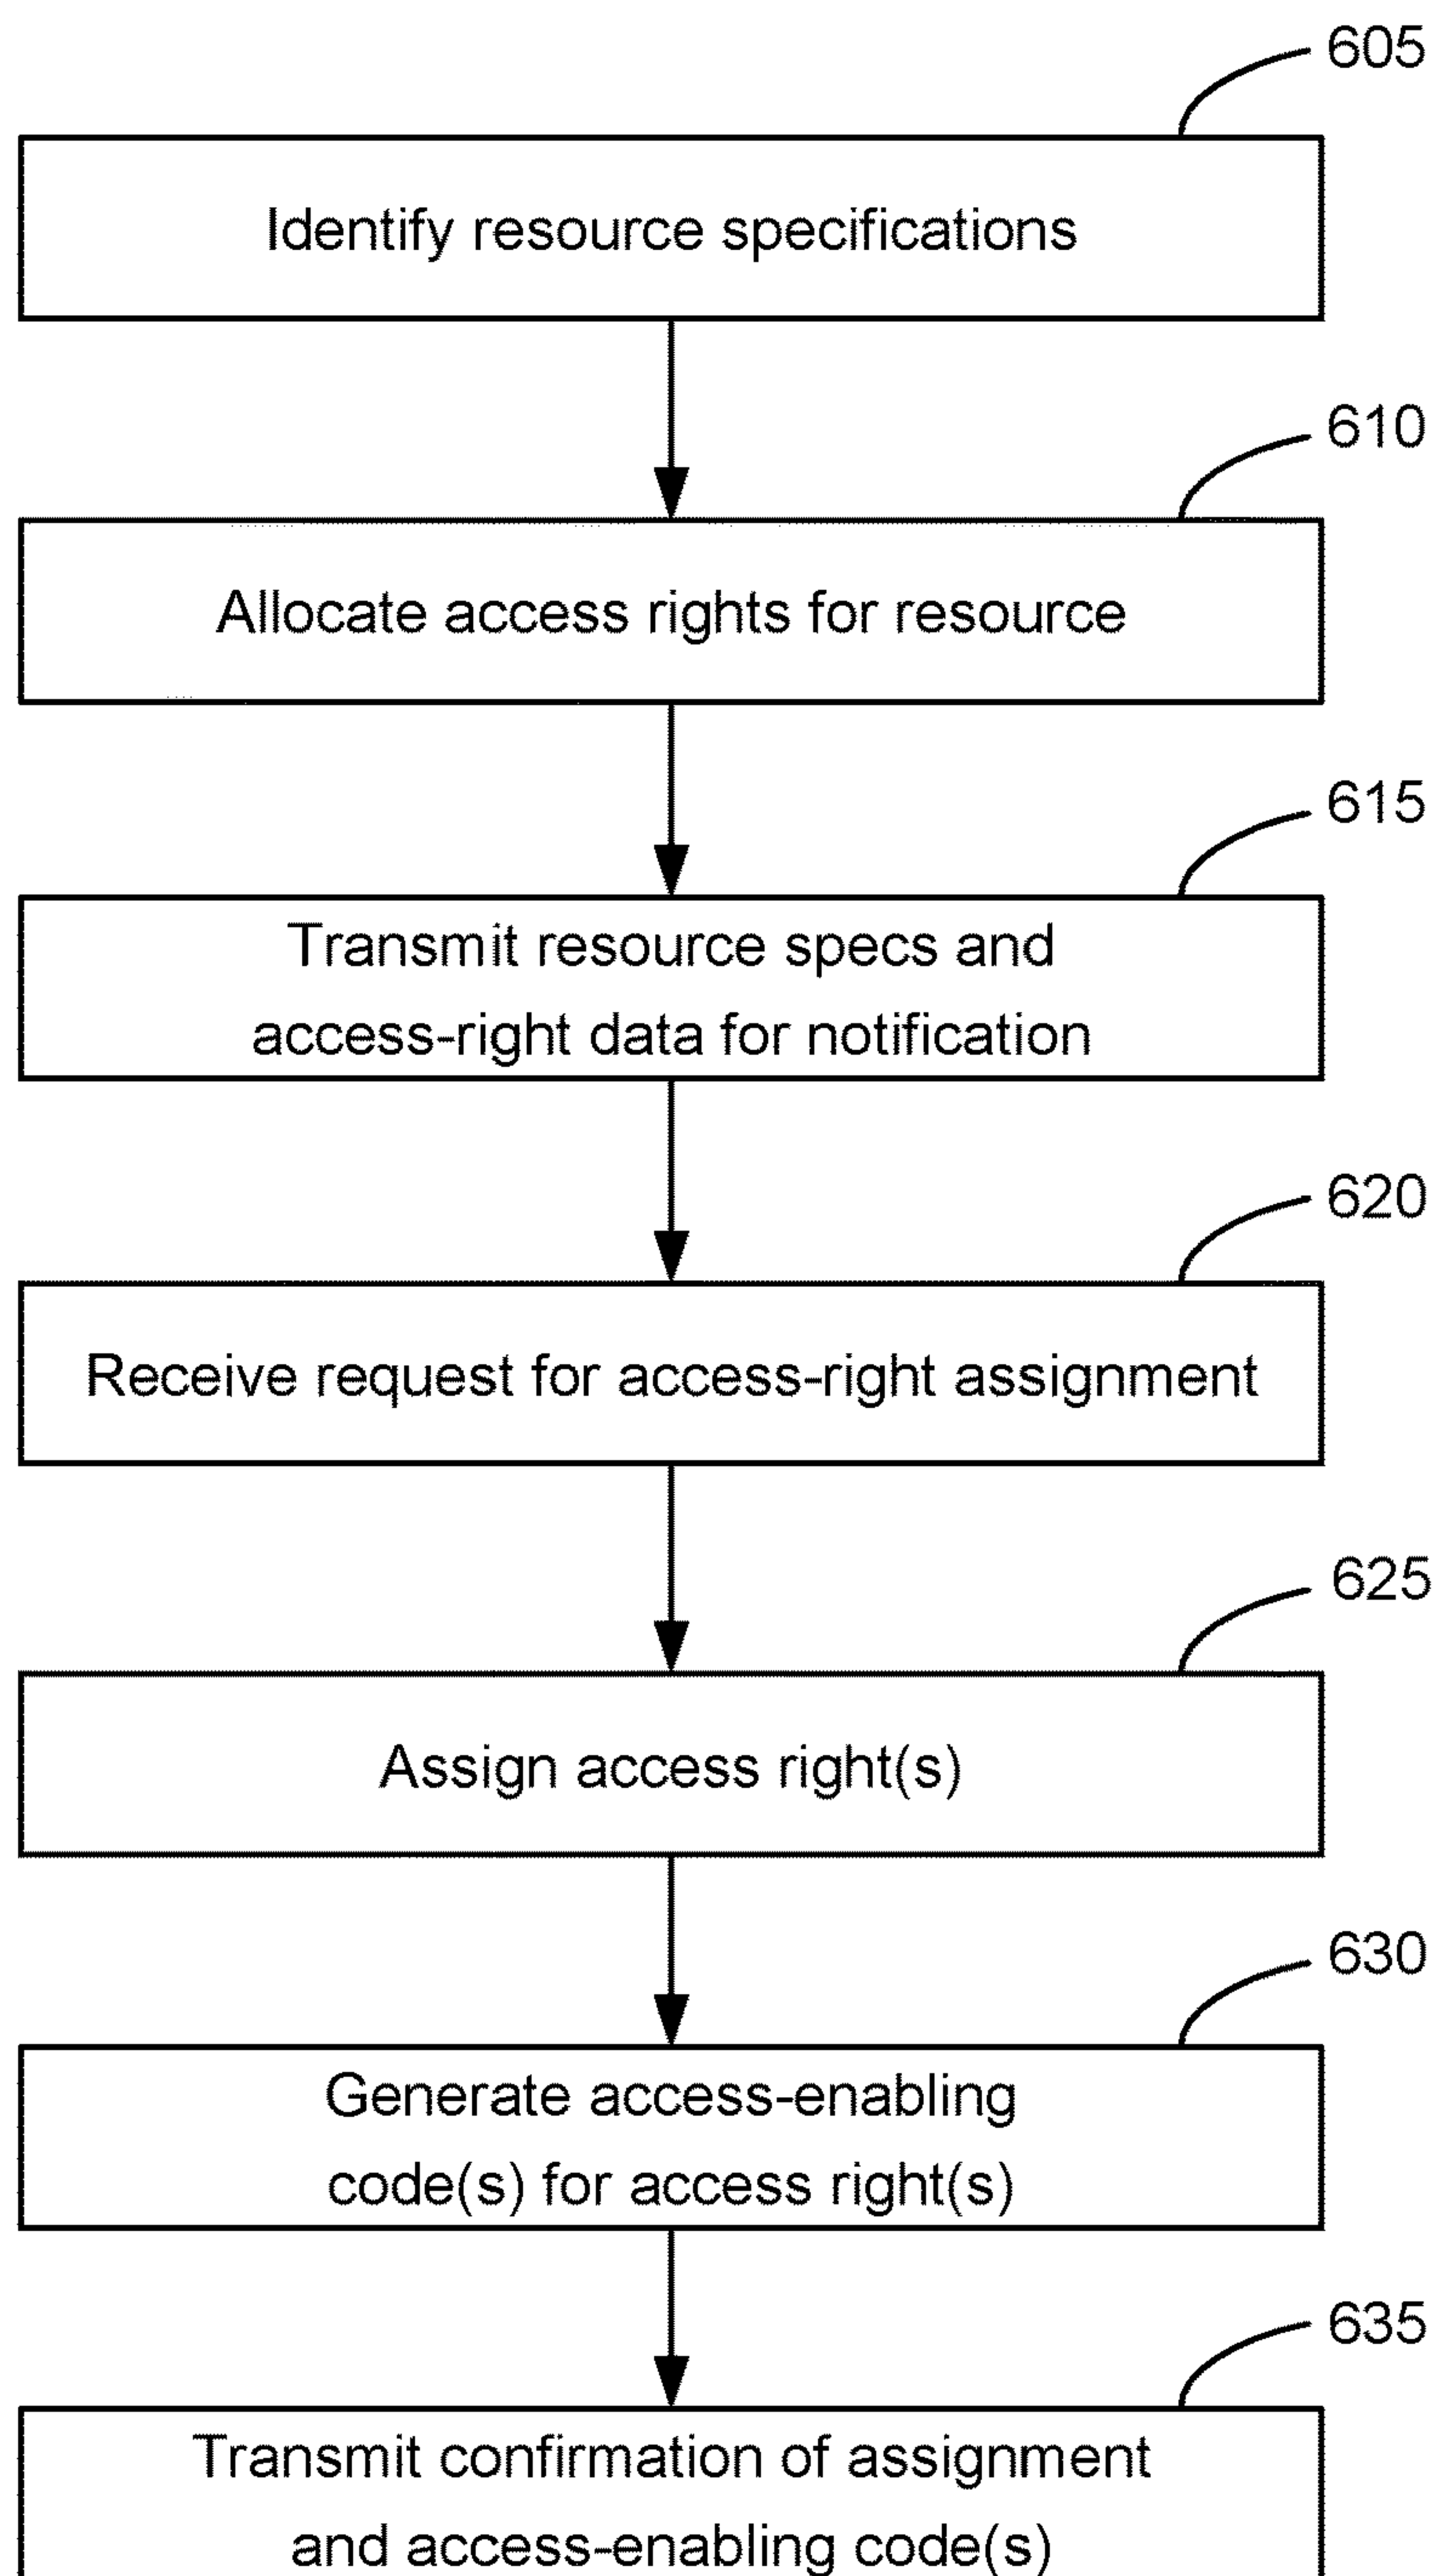 605
Identify resource specifications
610
Allocate access rights for resource
615
Transmit resource specs and
access-right data for notification
620
Receive request for access-right assignment
625
Assign access right(s)
630
Generate access-enabling
code(s) for access right(s)
635
Transmit confirmation of assignment
and access-enabling code(s)